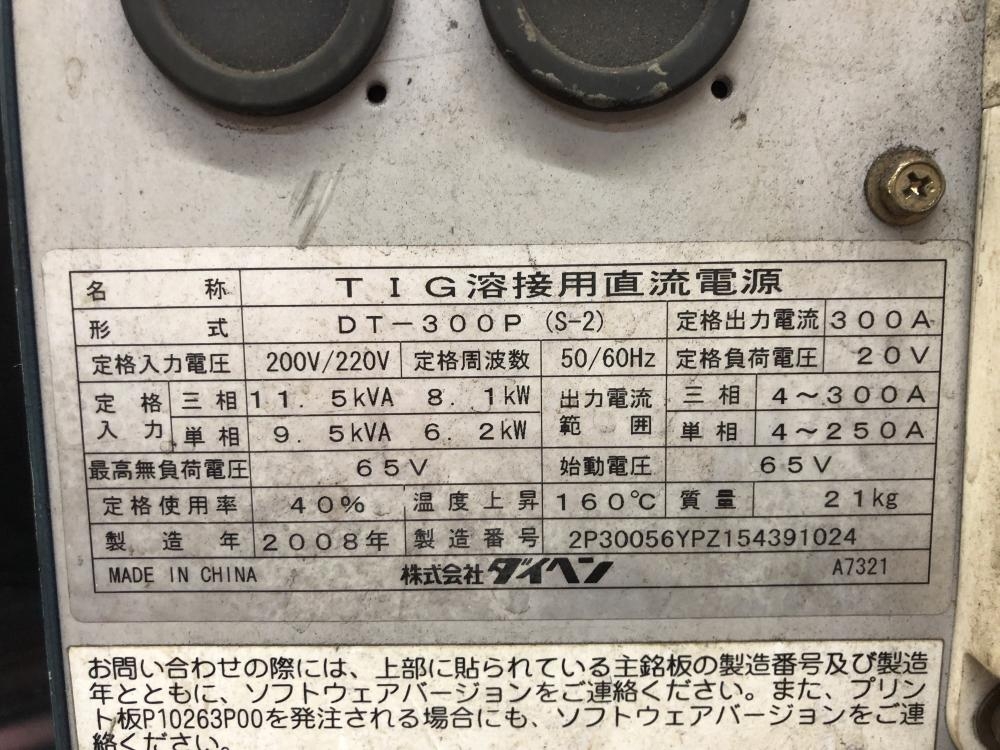 名称 TIG溶接用直流電源
形式 DT-300P (S-2) 定格出力電流 300A
定格入力電圧 200V/220V 定格周波数 50/60Hz 定格負荷電圧 20V
定格入力 三相 11.5kVA 8.1kW 出力電流範囲 三相 4～300A
単相 9.5kVA 6.2kW 単相 4～250A
最高無負荷電圧 65V 始動電圧 65V
定格使用率 40% 温度上昇 160℃ 質量 21kg
製造年 2008年 製造番号 2P30056YPZ154391024
MADE IN CHINA 株式会社ダイヘン A7321
お問い合わせの際には、上部に貼られている主銘板の製造番号及び製造
年とともに、ソフトウェアバージョンをご連絡ください。また、プリン
ト板P10263P00を発注される場合にも、ソフトウェアバージョンをご連
絡ください。